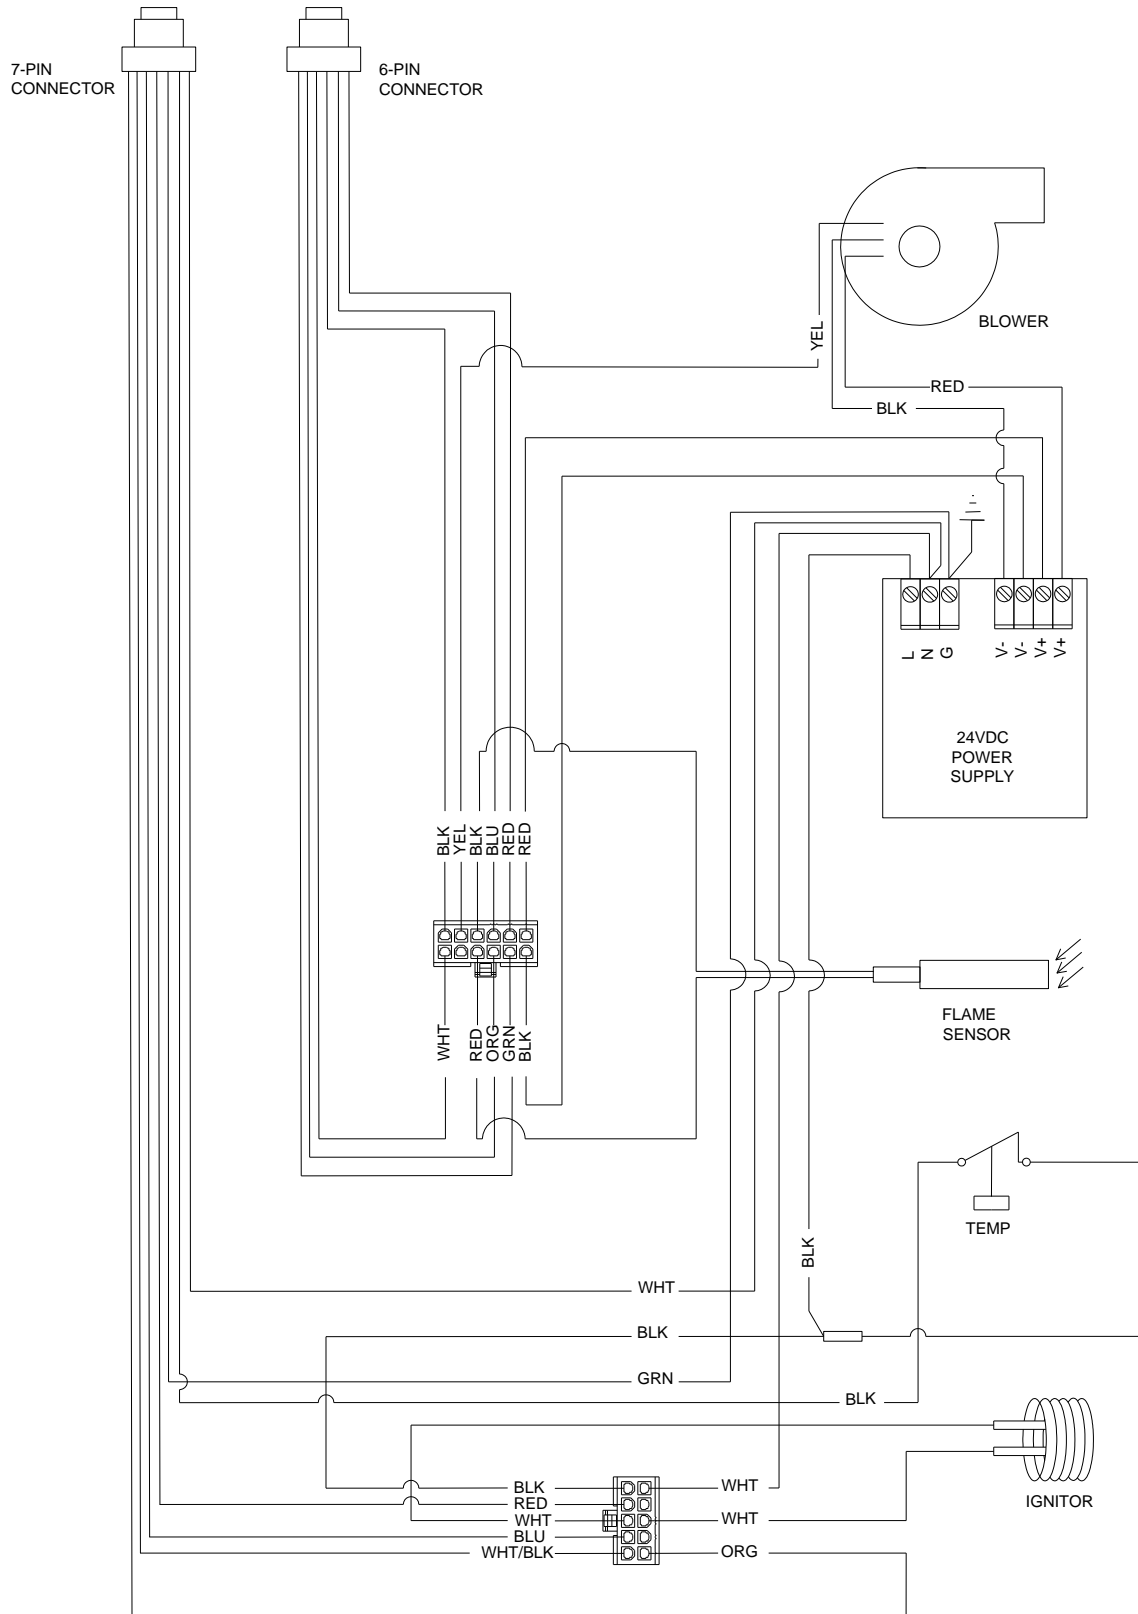 7-PIN
CONNECTOR
6-PIN
CONNECTOR
BLOWER
YEL
RED
BLK
L
N
G
V-
V-
V+
V+
24VDC
POWER
SUPPLY
BLK
YEL
BLK
BLU
RED
RED
WHT
RED
ORG
GRN
BLK
FLAME
SENSOR
TEMP
BLK
WHT
BLK
GRN
BLK
IGNITOR
BLK
RED
WHT
BLU
WHT/BLK
WHT
WHT
ORG